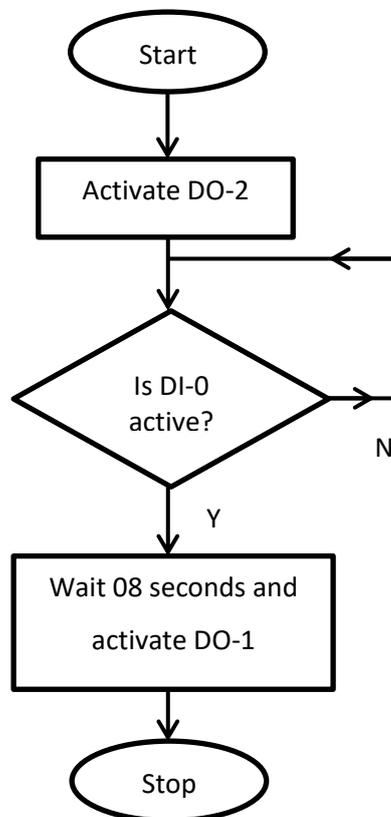 Start
Activate DO-2
Is DI-0
active?
N
Y
Wait 08 seconds and
activate DO-1
Stop